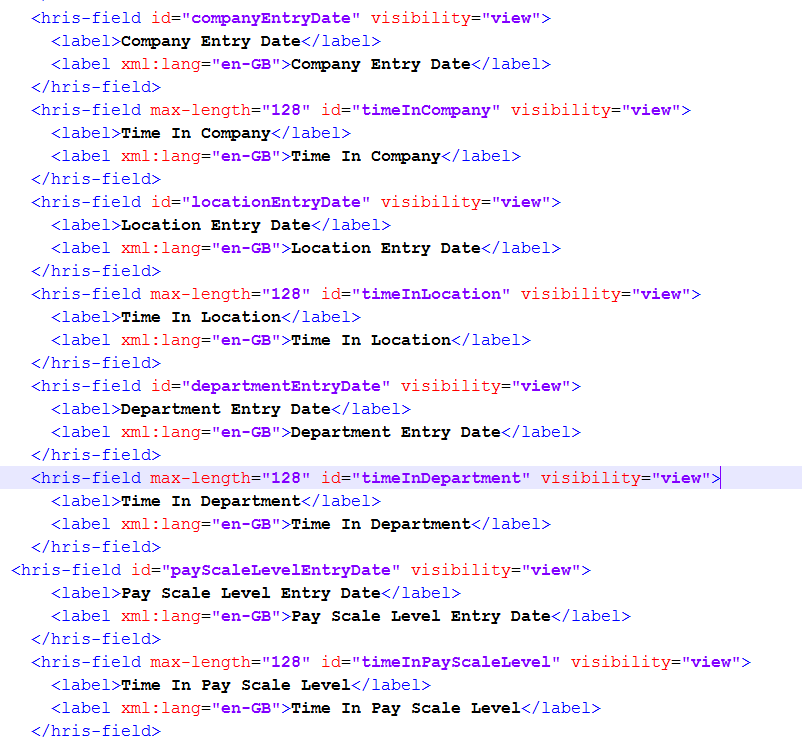 <hris-field id="companyEntryDate" visibility="view">
<label>Company Entry Date</label>
<label xml:lang="en-GB">Company Entry Date</label>
</hris-field>
<hris-field max-length="128" id="timeInCompany" visibility="view">
<label>Time In Company</label>
<label xml:lang="en-GB">Time In Company</label>
</hris-field>
<hris-field id="locationEntryDate" visibility="view">
<label>Location Entry Date</label>
<label xml:lang="en-GB">Location Entry Date</label>
</hris-field>
<hris-field max-length="128" id="timeInLocation" visibility="view">
<label>Time In Location</label>
<label xml:lang="en-GB">Time In Location</label>
</hris-field>
<hris-field id="departmentEntryDate" visibility="view">
<label>Department Entry Date</label>
<label xml:lang="en-GB">Department Entry Date</label>
</hris-field>
<hris-field max-length="128" id="timeInDepartment" visibility="view">
<label>Time In Department</label>
<label xml:lang="en-GB">Time In Department</label>
</hris-field>
<hris-field id="payScaleLevelEntryDate" visibility="view">
<label>Pay Scale Level Entry Date</label>
<label xml:lang="en-GB">Pay Scale Level Entry Date</label>
</hris-field>
<hris-field max-length="128" id="timeInPayScaleLevel" visibility="view">
<label>Time In Pay Scale Level</label>
<label xml:lang="en-GB">Time In Pay Scale Level</label>
</hris-field>